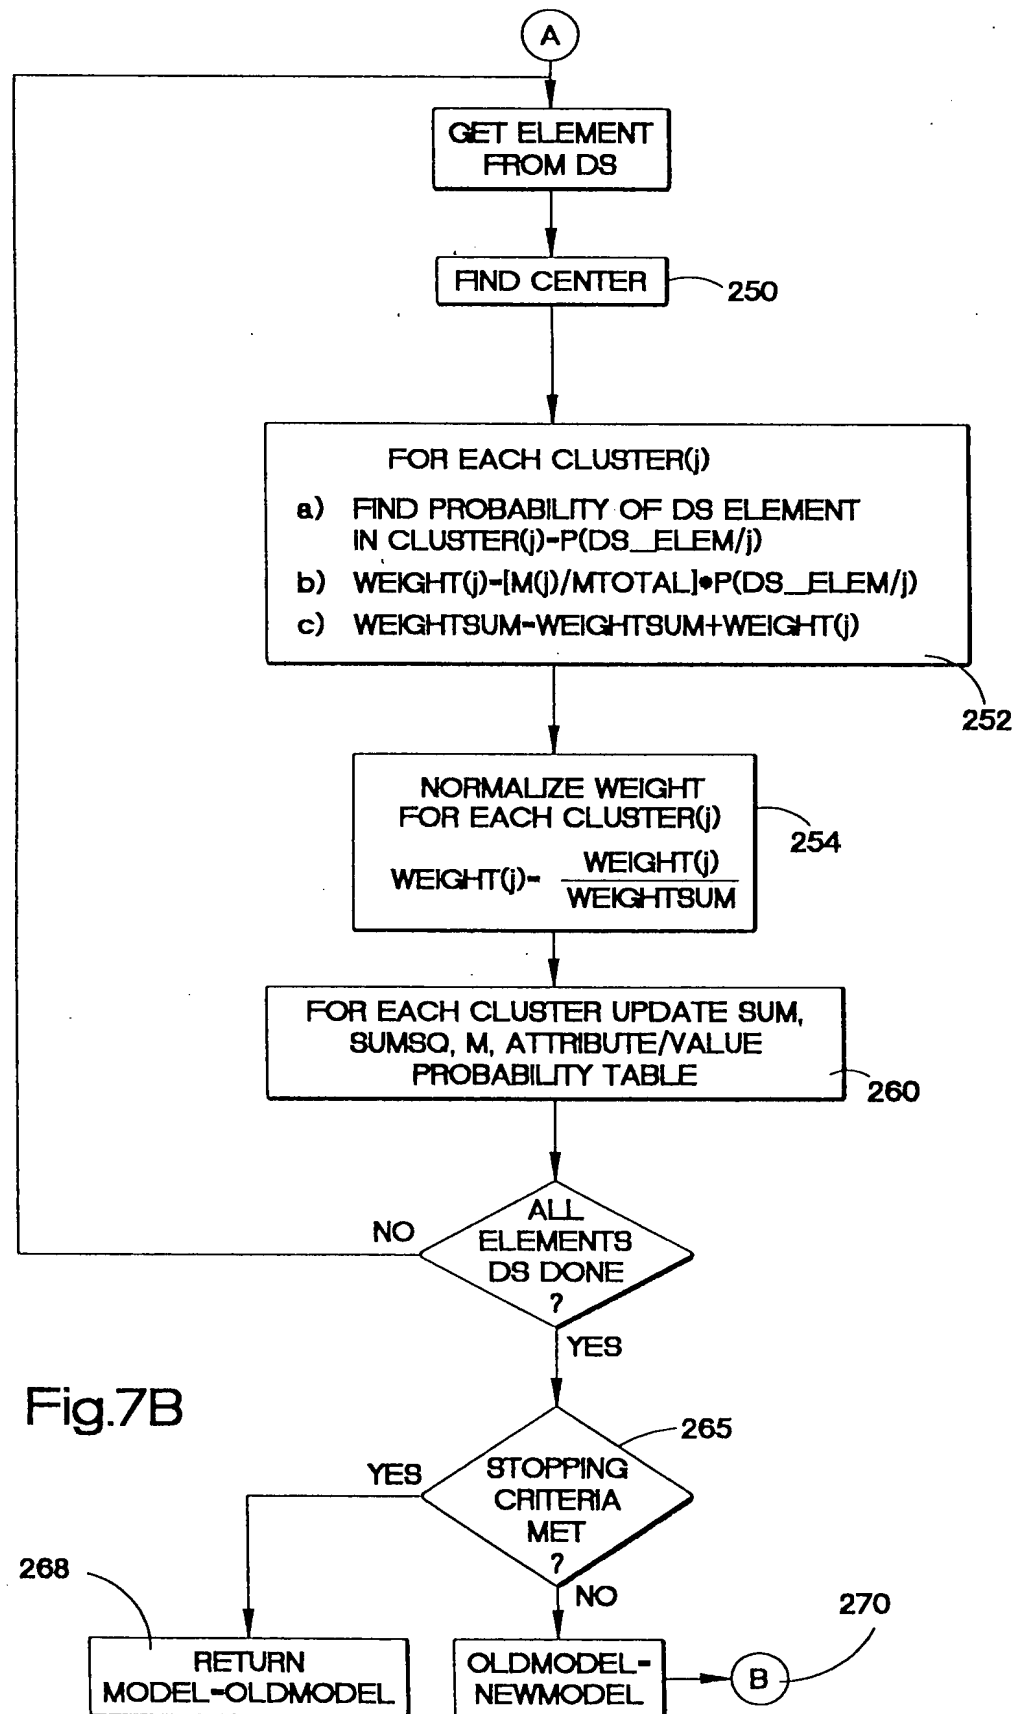 A
GET ELEMENT
FROM DS
FIND CENTER
250
FOR EACH CLUSTER(j)
a) FIND PROBABILITY OF DS ELEMENT
IN CLUSTER(j)=P(DS_ELEM/j)
b) WEIGHT(j)=[M(j)/MTOTAL]•P(DS_ELEM/j)
c) WEIGHTSUM=WEIGHTSUM+WEIGHT(j)
252
NORMALIZE WEIGHT
FOR EACH CLUSTER(j)
WEIGHT(j)= WEIGHT(j)
WEIGHTSUM
254
FOR EACH CLUSTER UPDATE SUM,
SUMSQ, M, ATTRIBUTE/VALUE
PROBABILITY TABLE
260
NO
ALL
ELEMENTS
DS DONE
?
YES
Fig.7B
265
YES
STOPPING
CRITERIA
MET
?
NO
268
270
RETURN
MODEL=OLDMODEL
OLDMODEL=
NEWMODEL
B